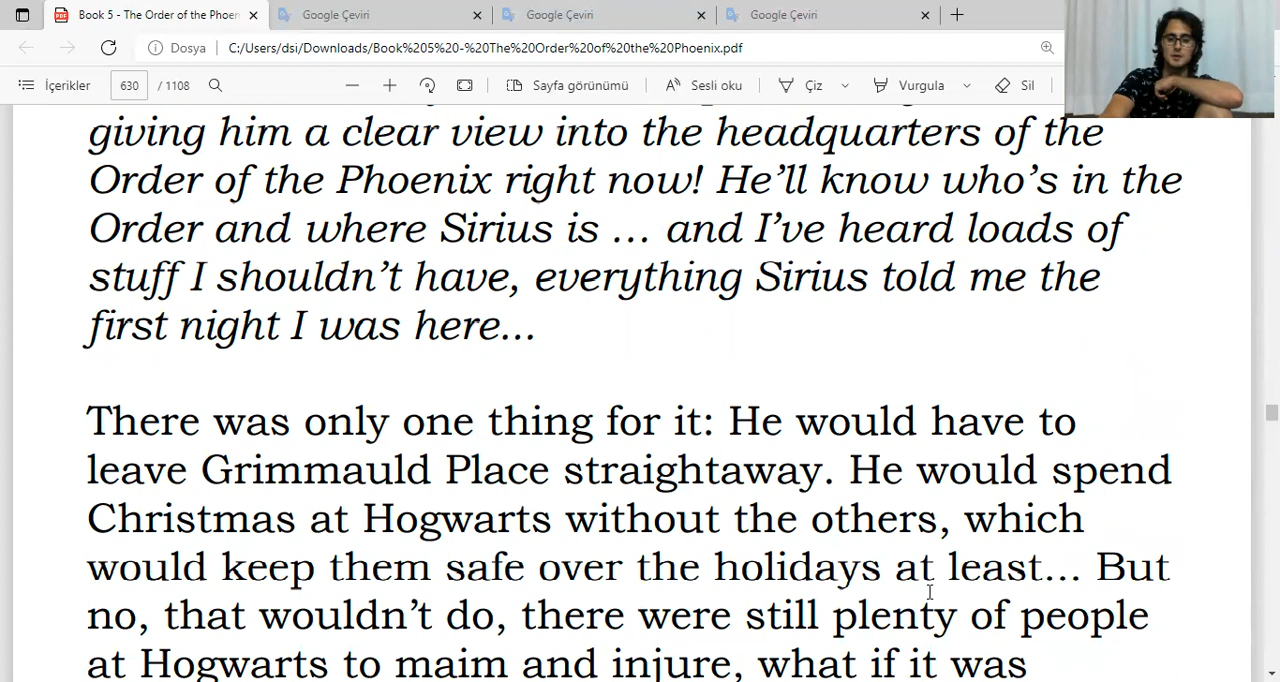 Book 5 - The Order of the Phoen
Google Çeviri
Google Çeviri
Google Çeviri
Dosya
C:/Users/dsi/Downloads/Book%205%20-%20The%20Order%20of%20the%20Phoenix.pdf
İçerikler
630 / 1108
Sayfa görünümü
Sesli oku
Çiz
Vurgula
Sil
giving him a clear view into the headquarters of the
Order of the Phoenix right now! He’ll know who’s in the
Order and where Sirius is … and I’ve heard loads of
stuff I shouldn’t have, everything Sirius told me the
first night I was here…
There was only one thing for it: He would have to
leave Grimmauld Place straightaway. He would spend
Christmas at Hogwarts without the others, which
would keep them safe over the holidays at least… But
no, that wouldn’t do, there were still plenty of people
at Hogwarts to maim and injure, what if it was